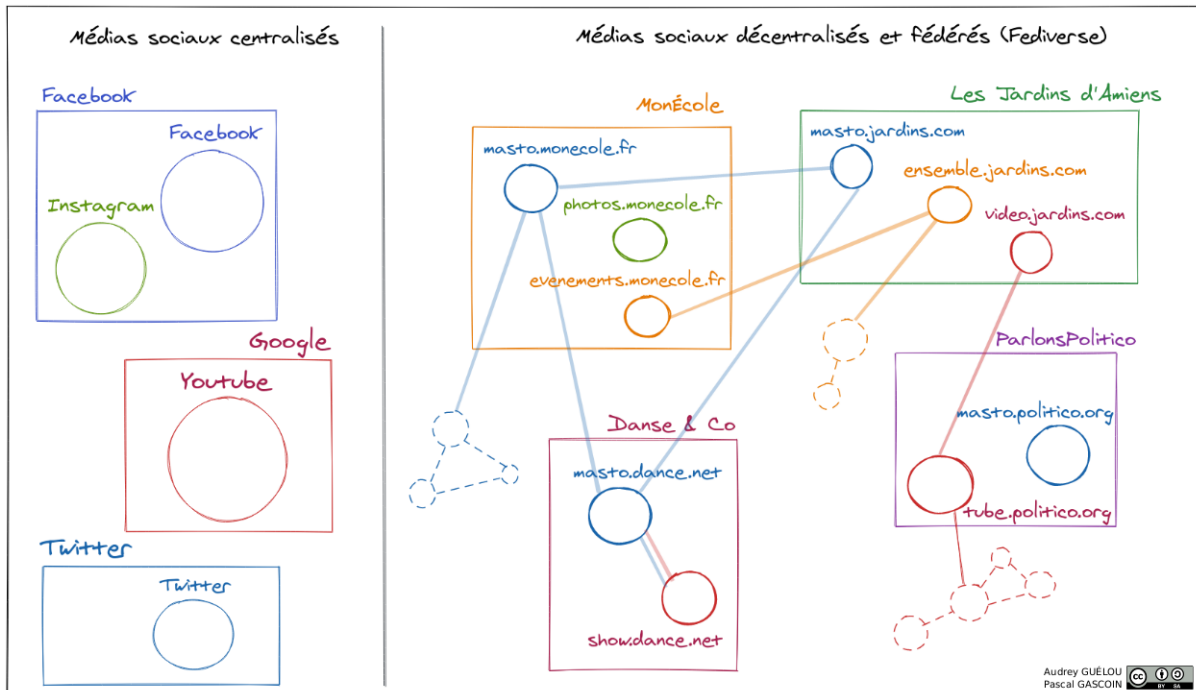 Médias sociaux centralisés
Facebook
Facebook
Instagram
Google
Youtube
Twitter
Twitter
Médias sociaux décentralisés et fédérés (Fediverse)
MonÉcole
masto.monecole.fr
photos.monecole.fr
evenements.monecole.fr
Les Jardins d'Amiens
masto.jardins.com
ensemble.jardins.com
video.jardins.com
Danse & Co
masto.dance.net
show.dance.net
ParlonsPolitico
masto.politico.org
tube.politico.org
Audrey GUÉLOU
Pascal GASCOIN
cc
BY SA